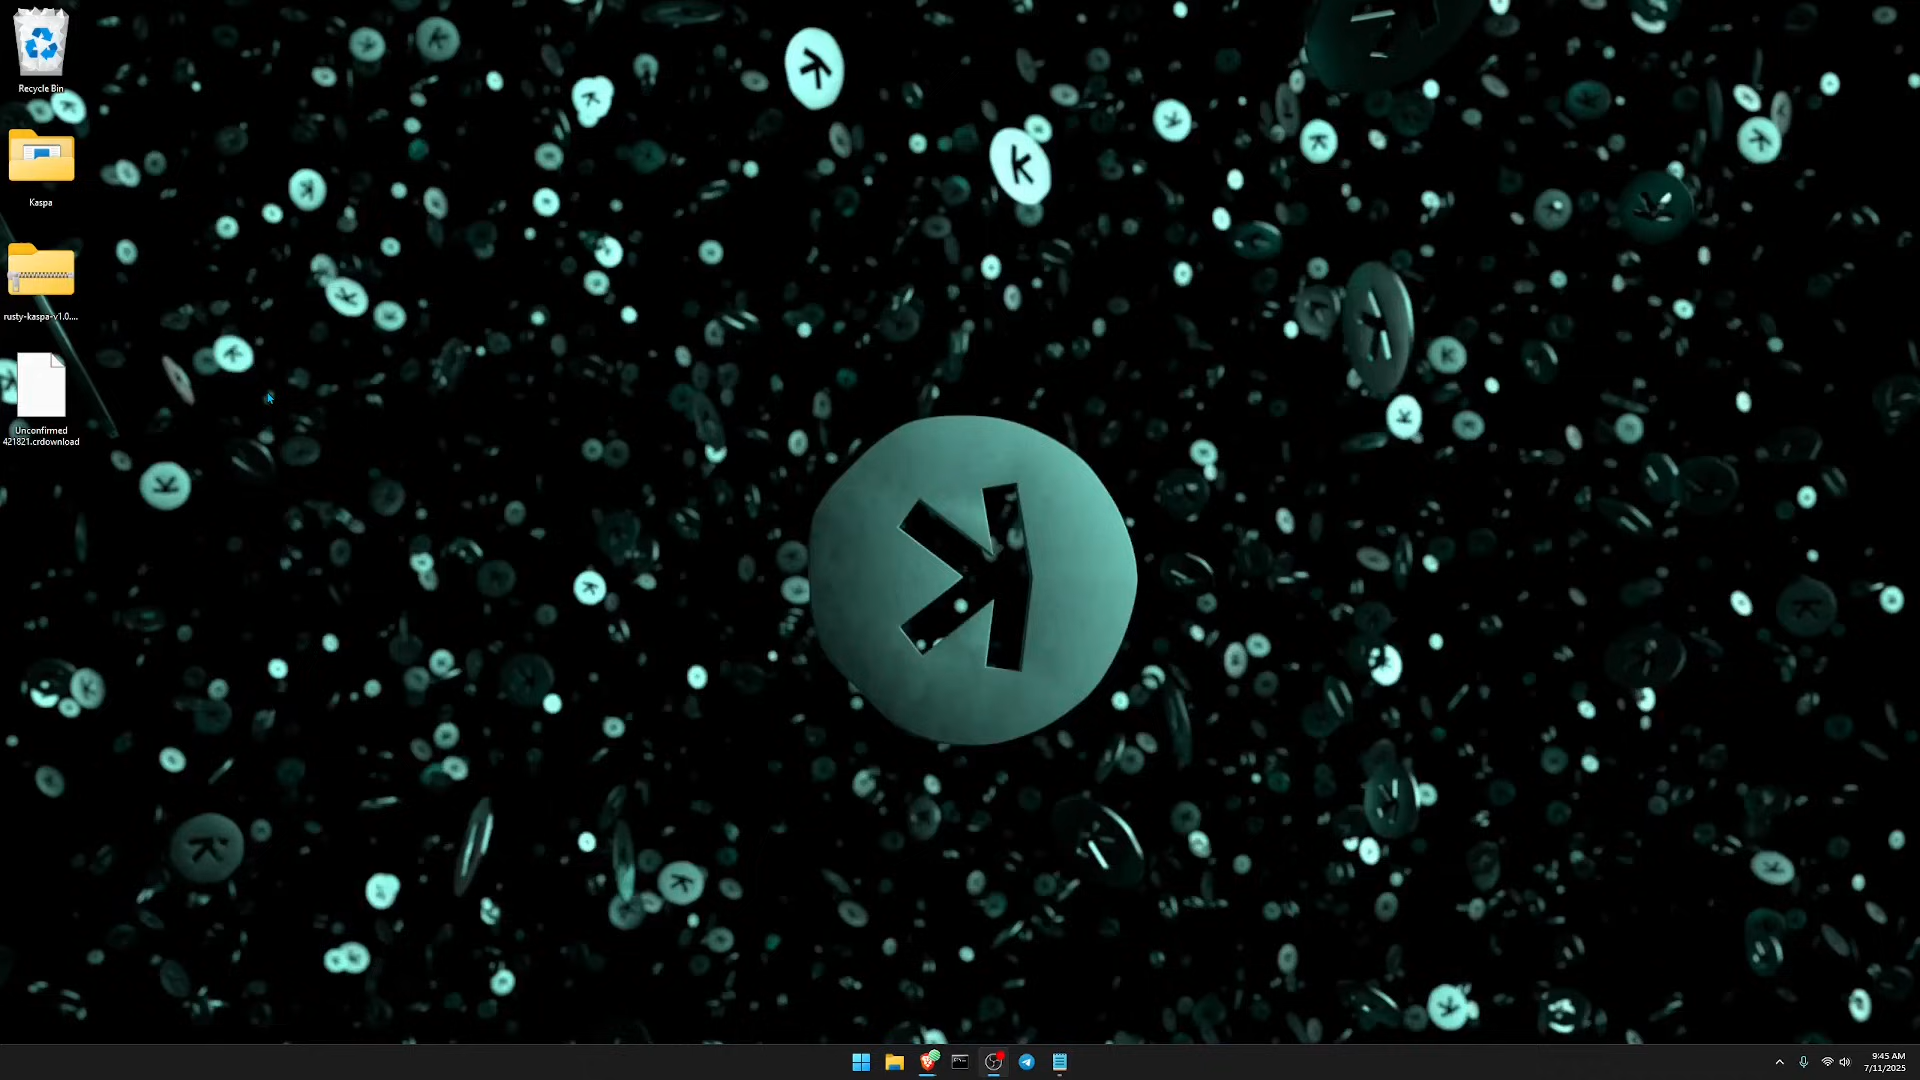 Recycle Bin
Kaspa
rusty-kaspa-v1.0....
Unconfirmed
421821.crdownload
9:45 AM
7/11/2025